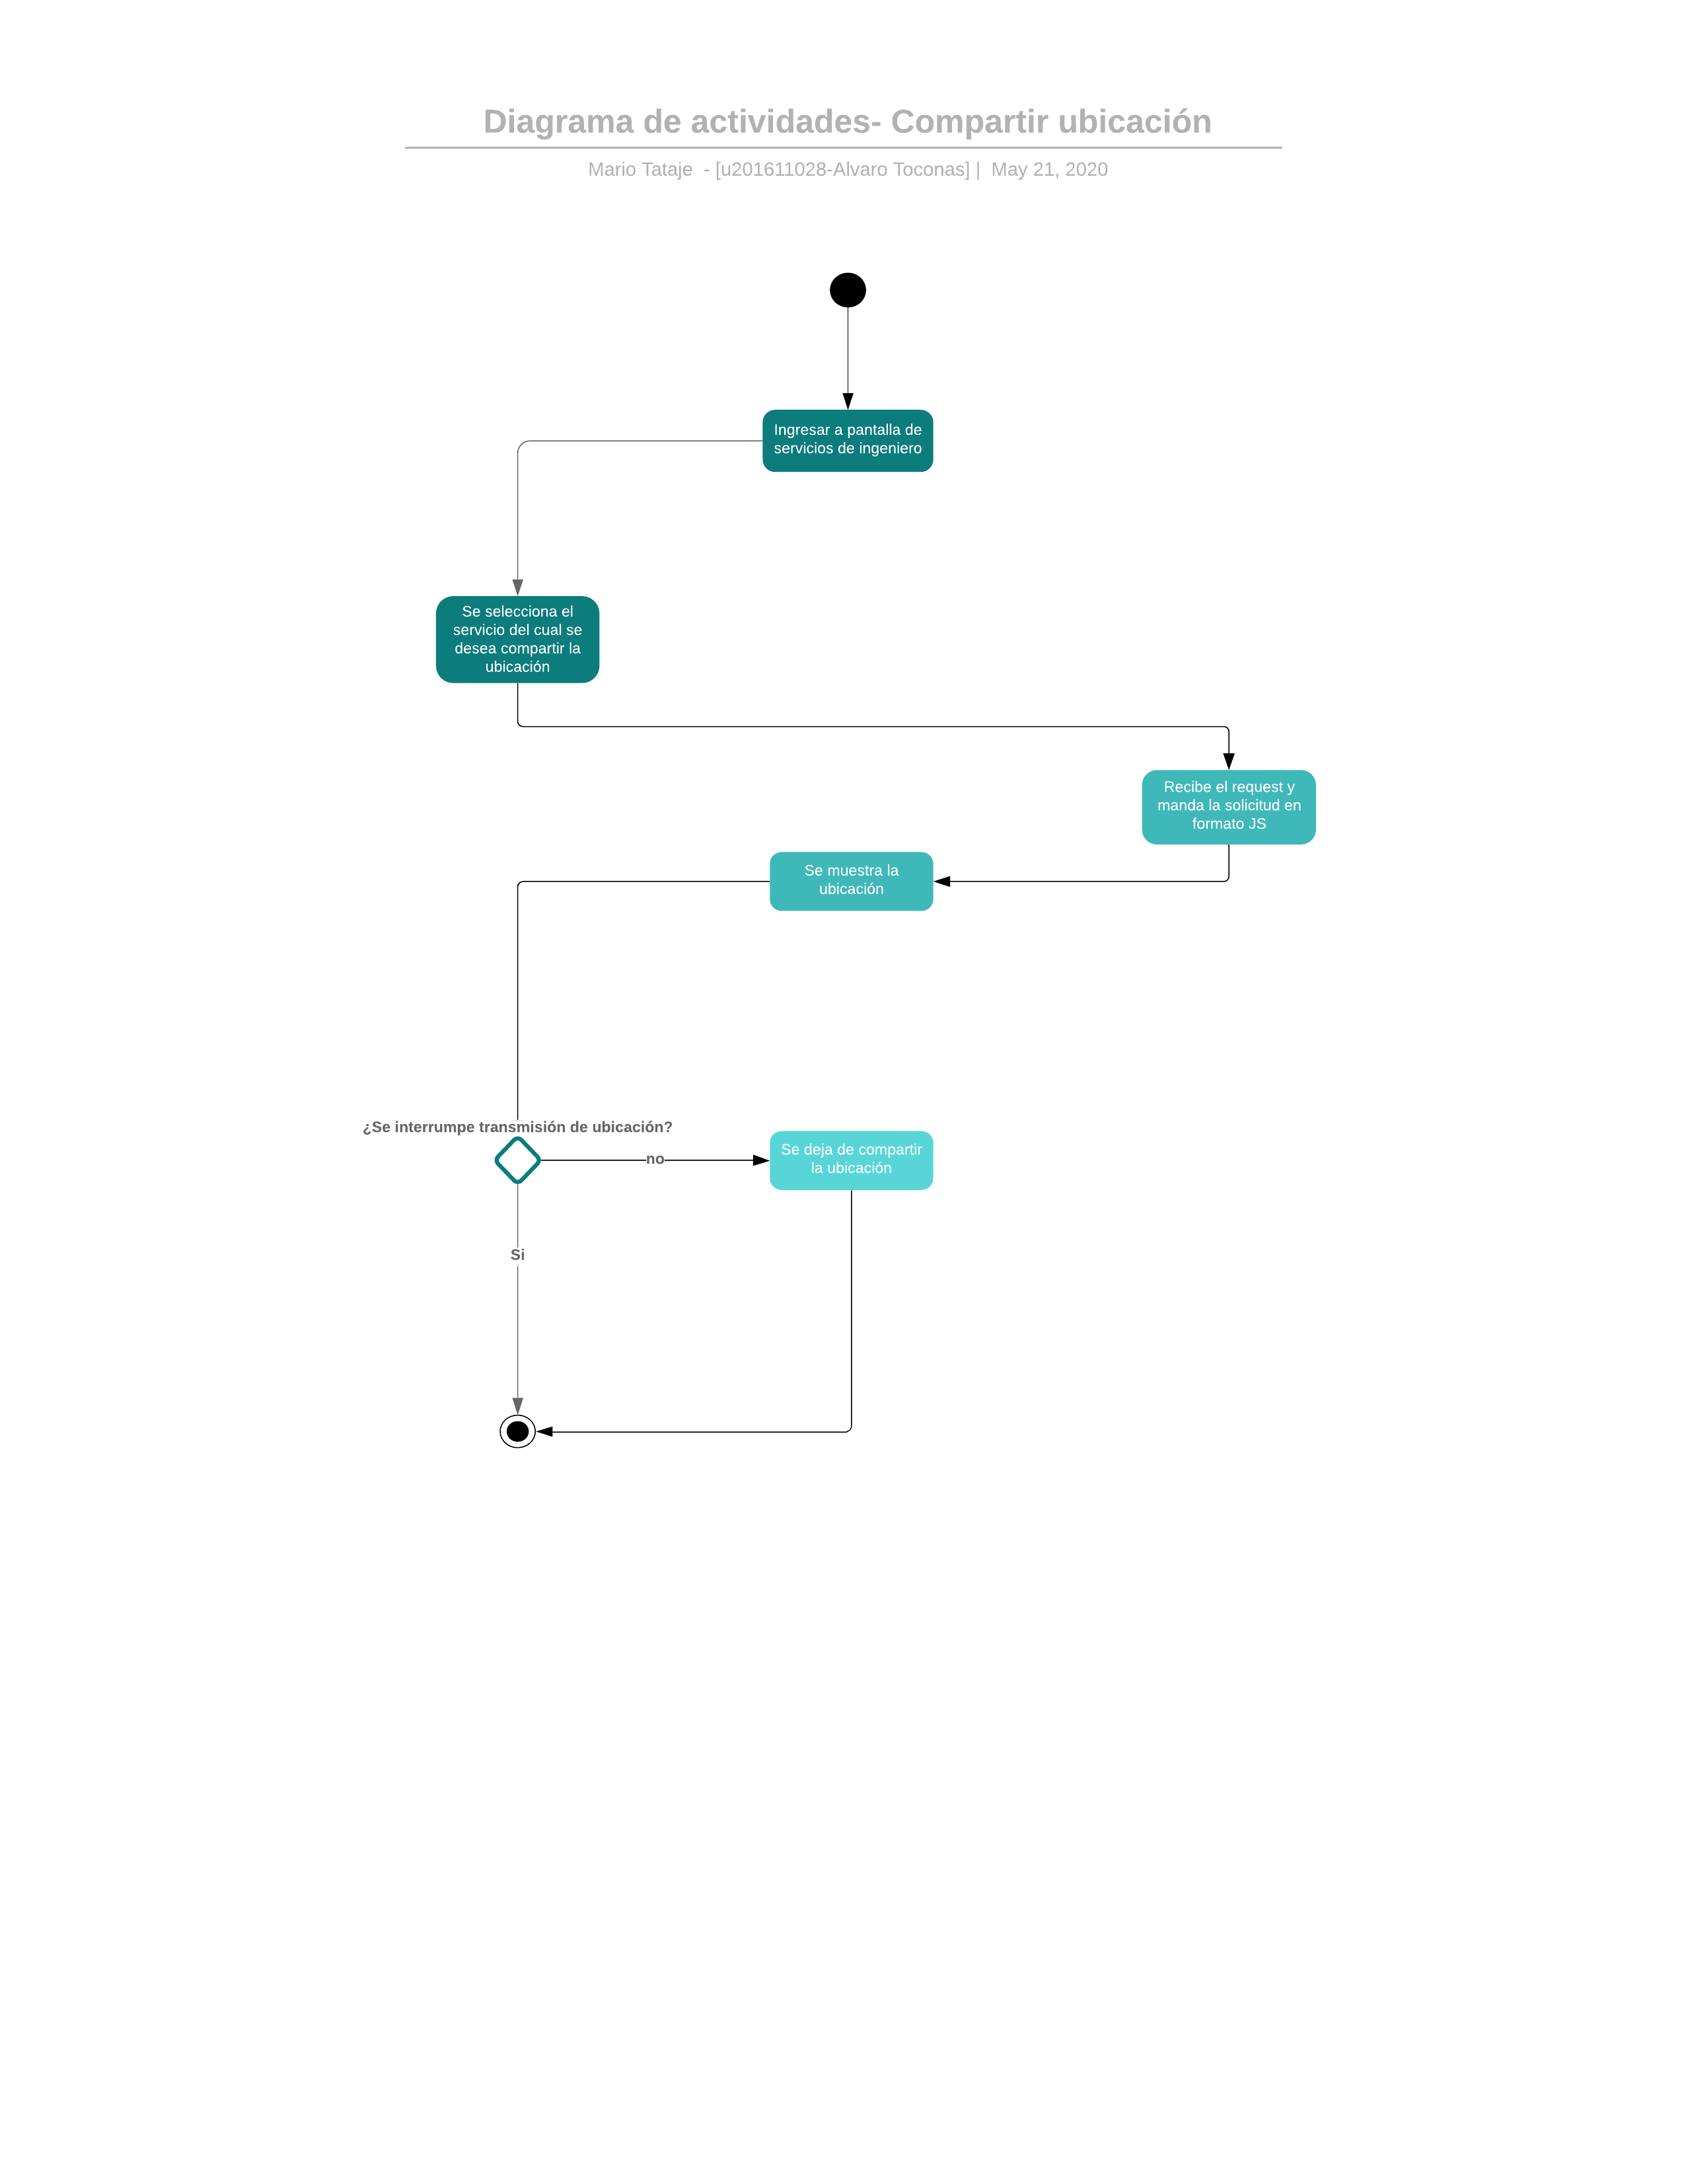 Diagrama de actividades- Compartir ubicación
Mario Tataje  - [u201611028-Alvaro Toconas] |  May 21, 2020
Ingresar a pantalla de
servicios de ingeniero
Se selecciona el
servicio del cual se
desea compartir la
ubicación
Recibe el request y
manda la solicitud en
formato JS
Se muestra la
ubicación
¿Se interrumpe transmisión de ubicación?
no
Se deja de compartir
la ubicación
Si